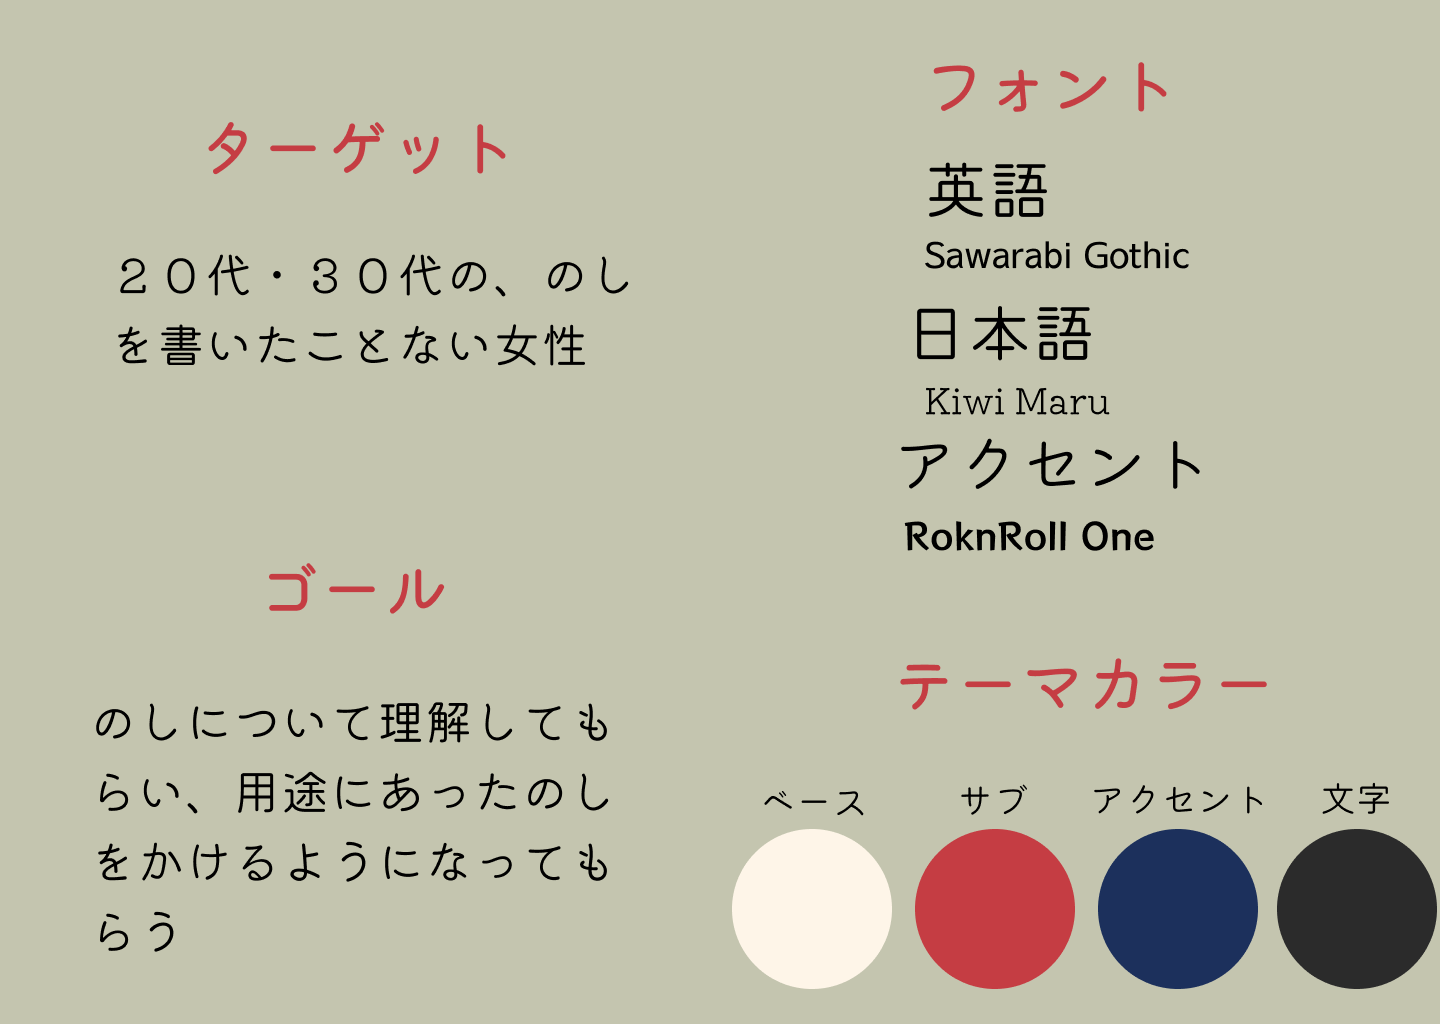 ターゲット
２０代・３０代の、のし
を書いたことない女性
ゴール
のしについて理解しても
らい、用途にあったのし
をかけるようになっても
らう
フォント
英語
Sawarabi Gothic
日本語
Kiwi Maru
アクセント
RoknRoll One
テーマカラー
ベース
サブ
アクセント
文字